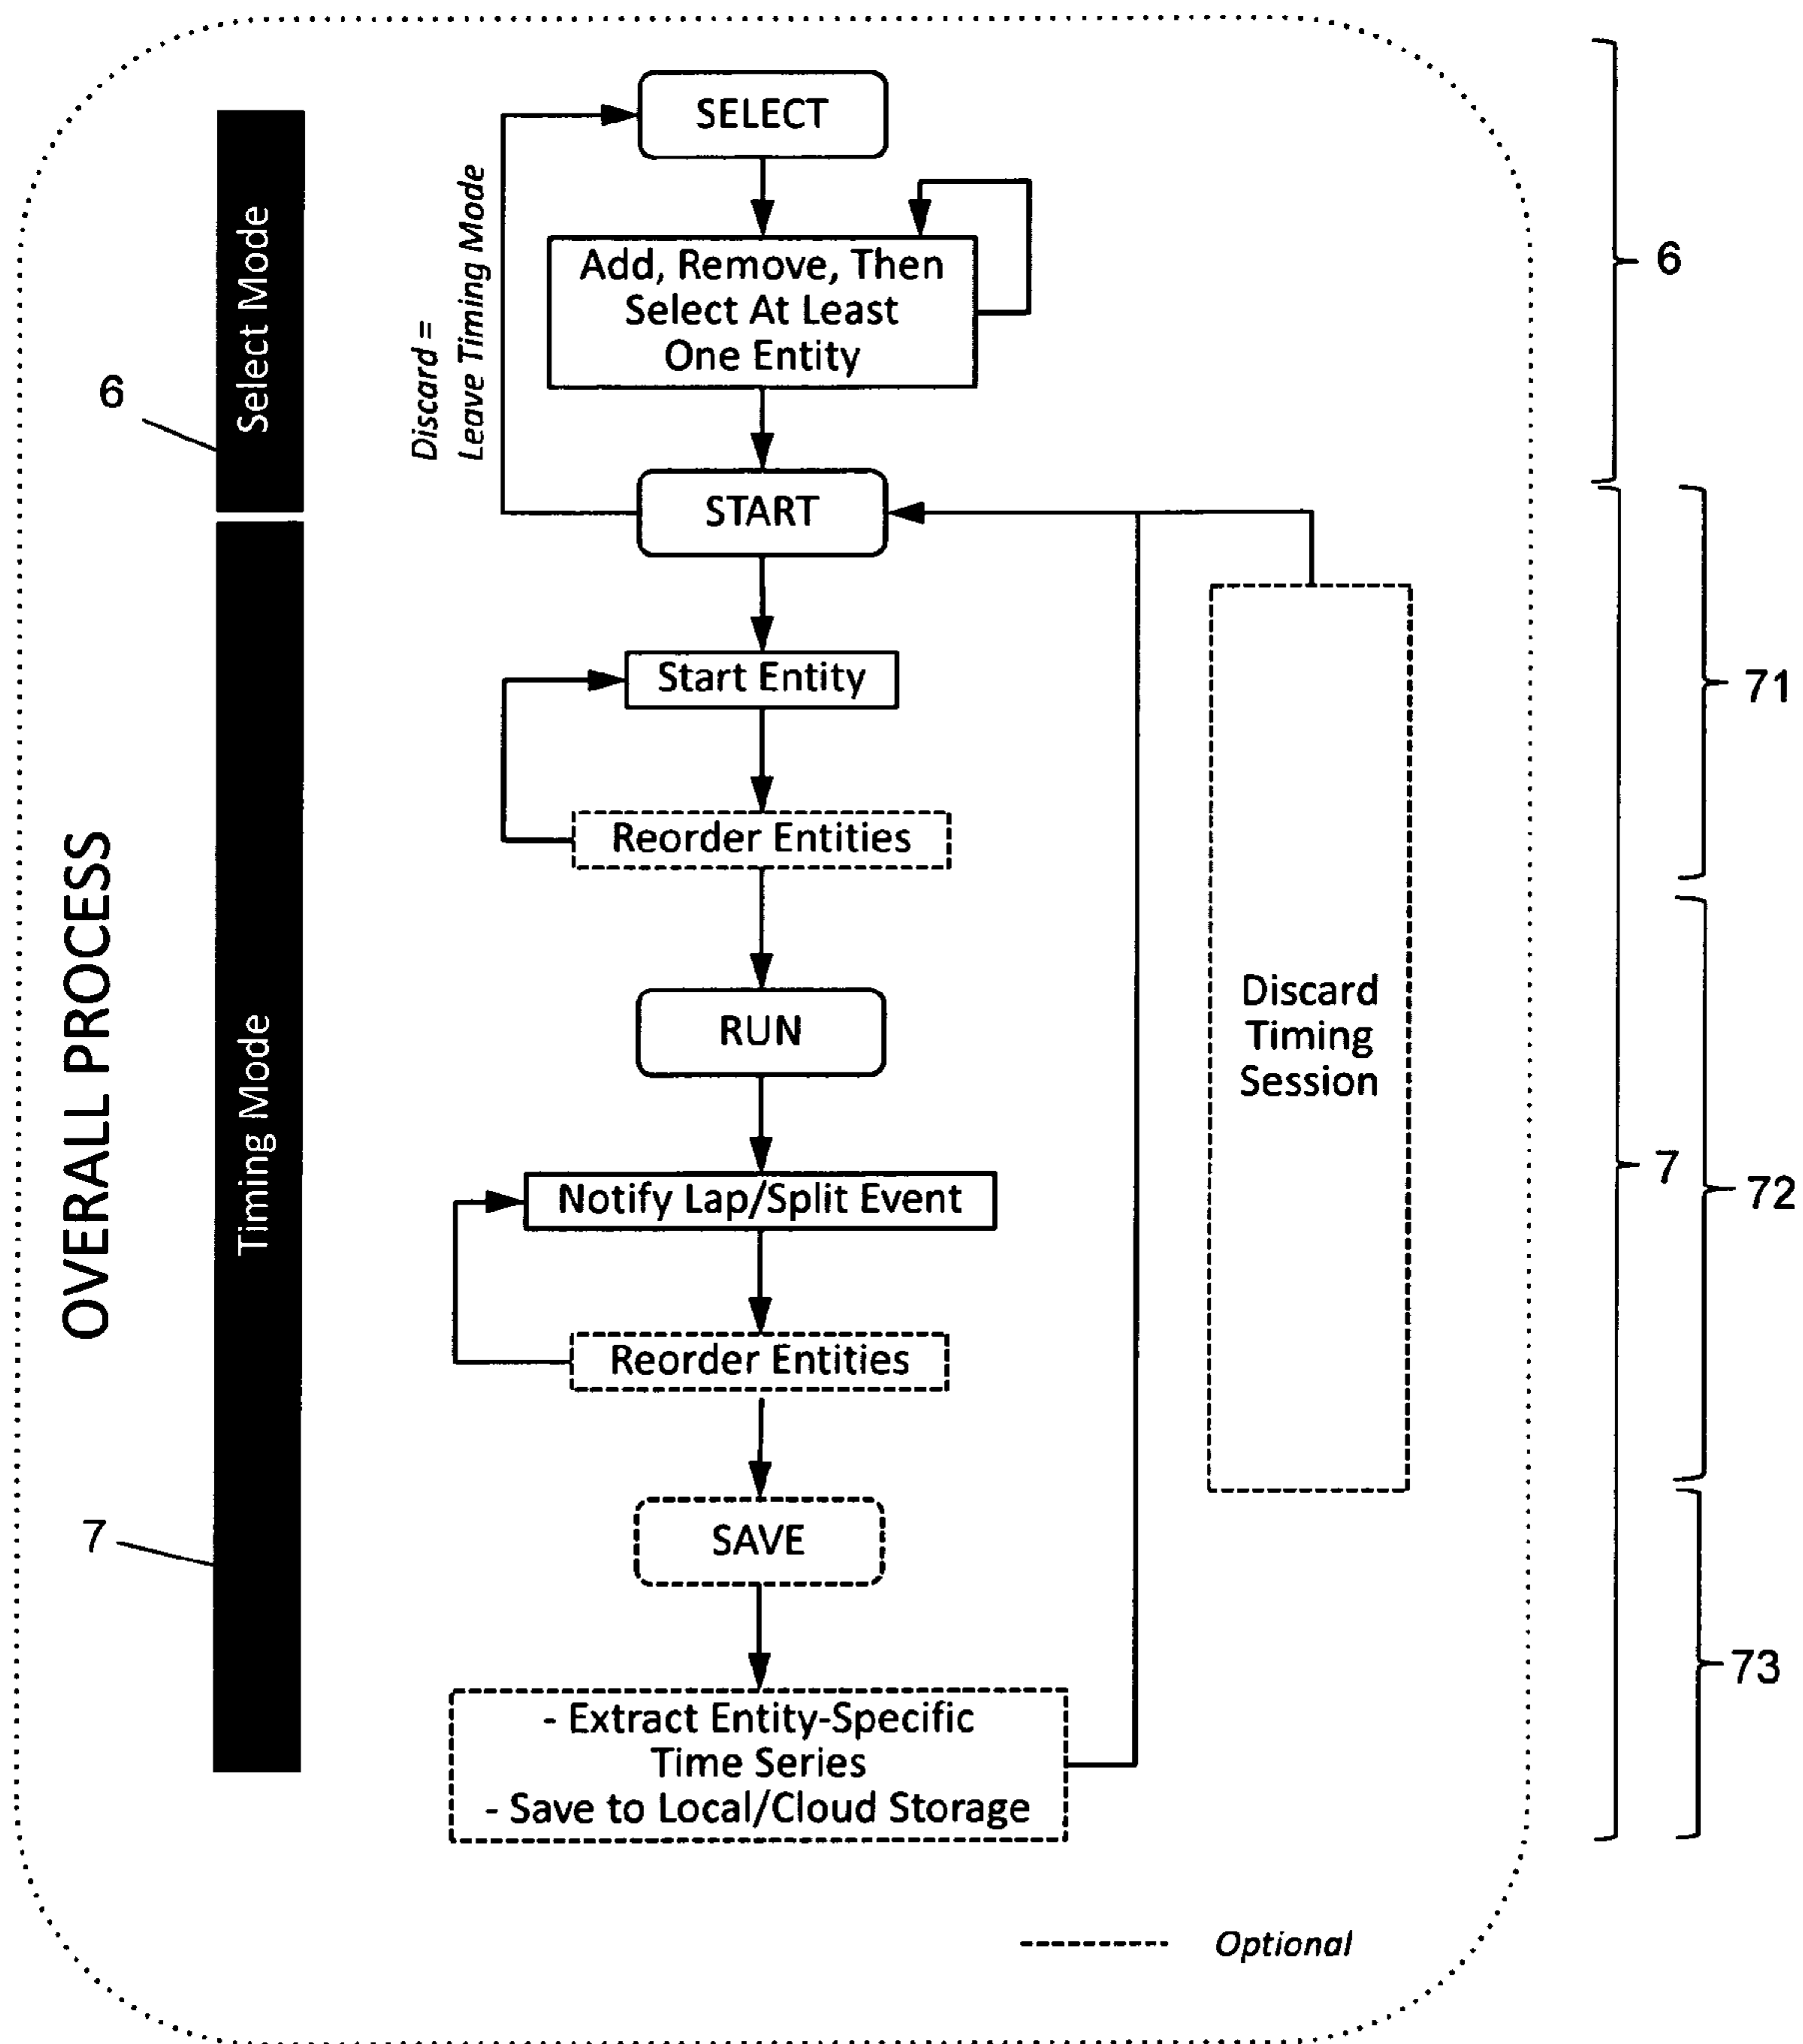 SELECT
Add, Remove, Then
Select At Least
One Entity
Discard =
Leave Timing Mode
Select Mode
6
6
START
Start Entity
Reorder Entities
71
RUN
Discard
Timing
Session
OVERALL PROCESS
Timing Mode
Notify Lap/Split Event
7
72
Reorder Entities
SAVE
7
- Extract Entity-Specific
Time Series
- Save to Local/Cloud Storage
73
Optional